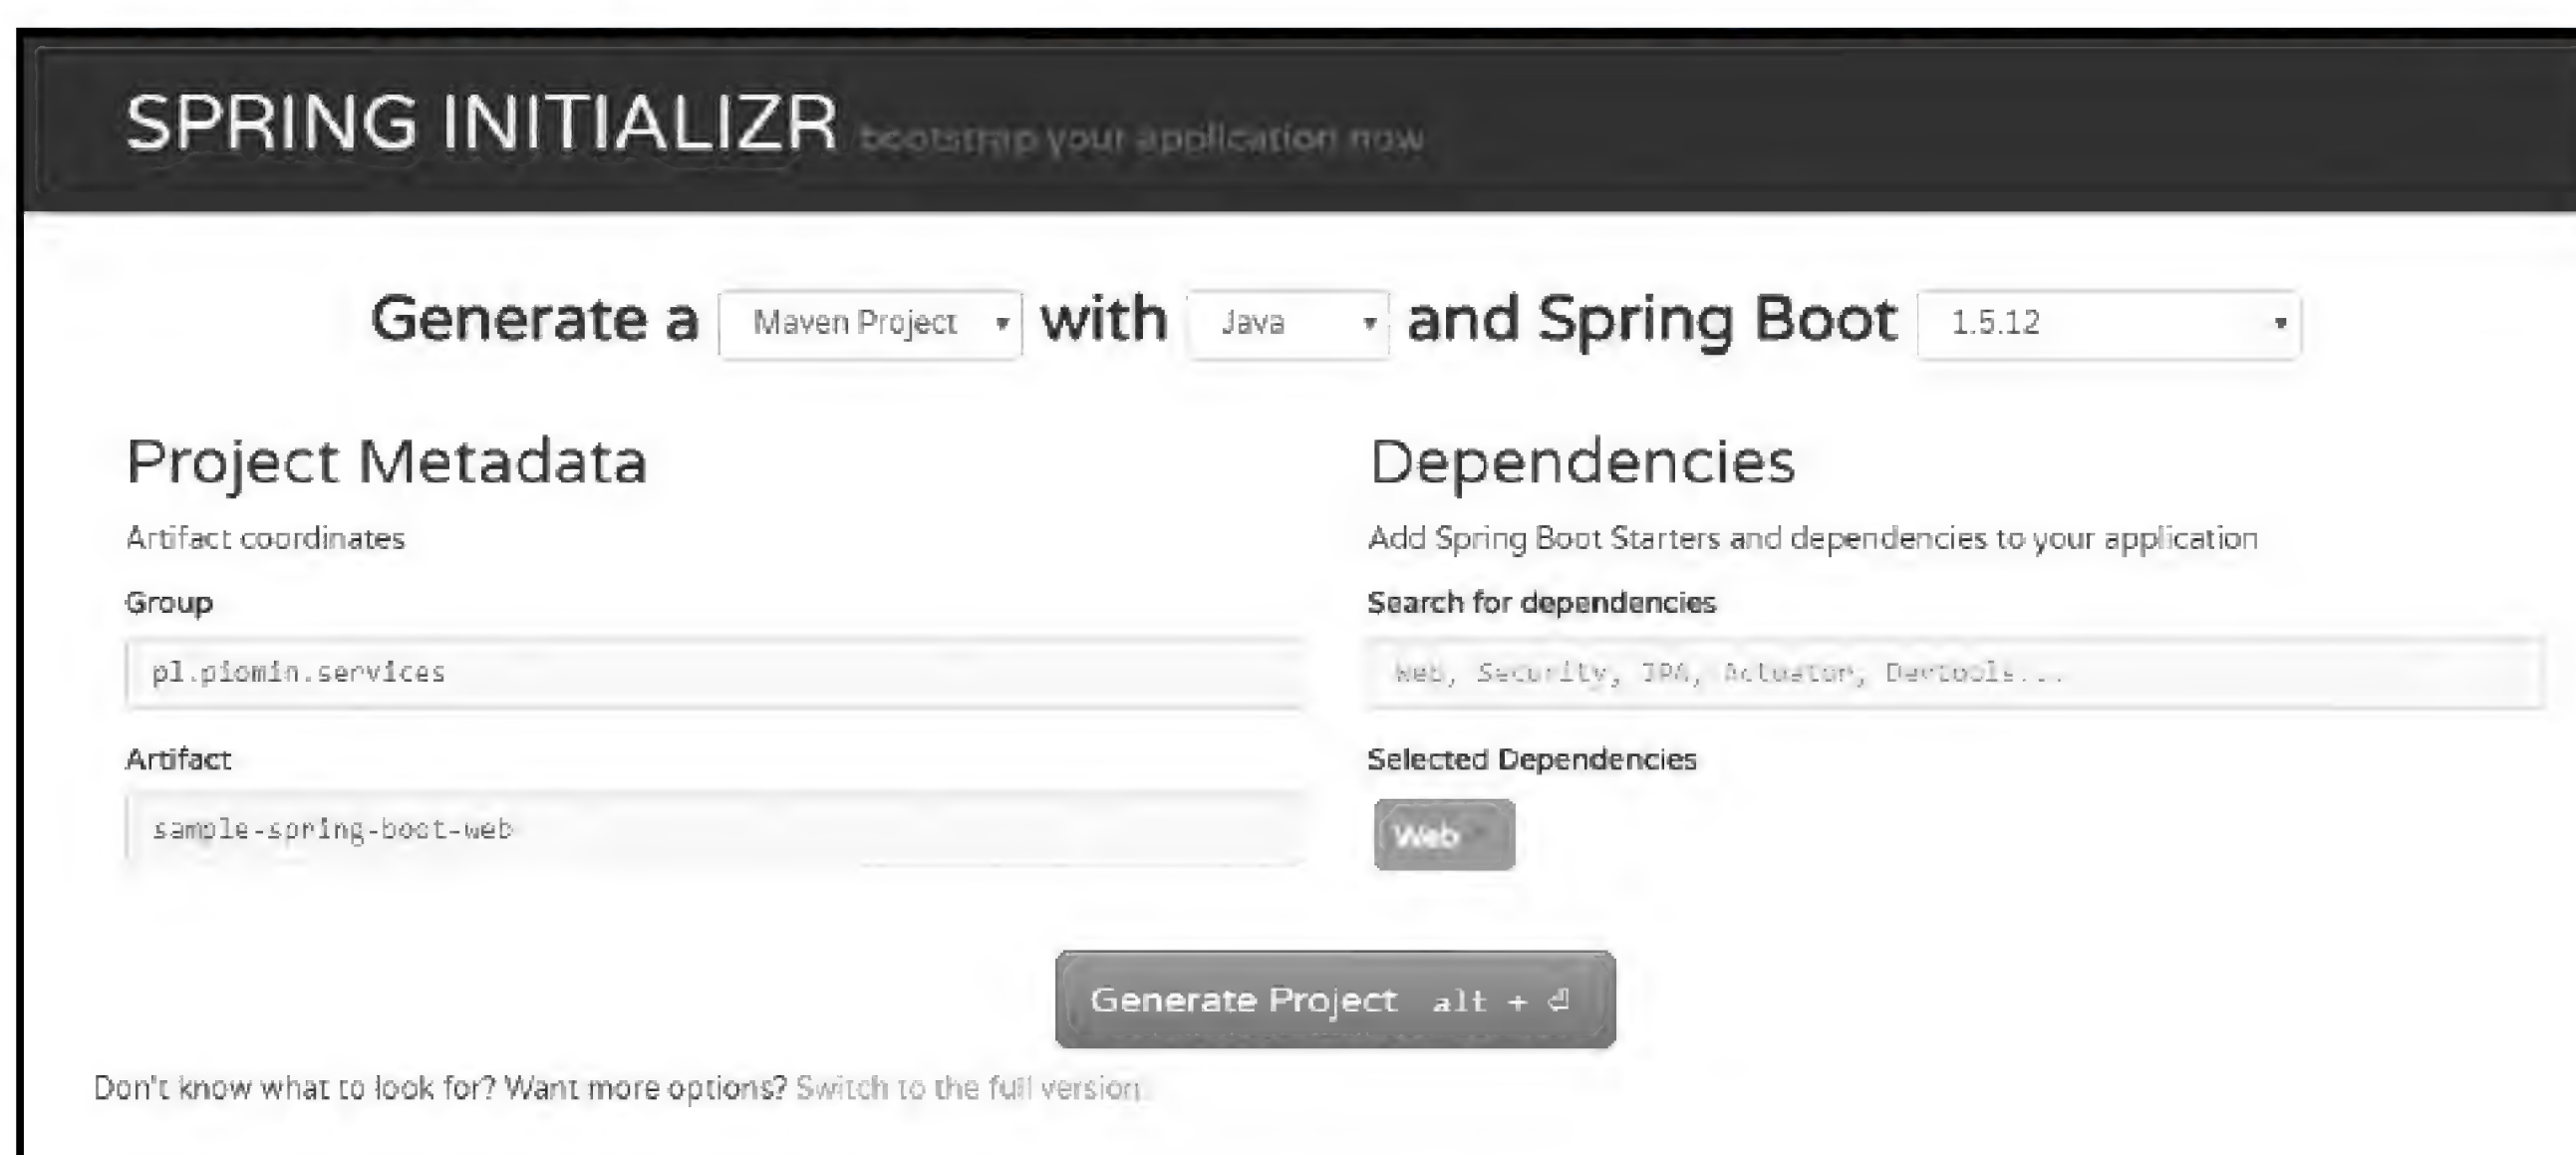 SPRING INITIALIZR bootstrap your application now
Generate a Maven Project with Java and Spring Boot 1.5.12
Project Metadata
Artifact coordinates
Group
pl.piomin.services
Artifact
sample-spring-boot-web
Dependencies
Add Spring Boot Starters and dependencies to your application
Search for dependencies
Web, Security, JPA, Actuator, Devtools...
Selected Dependencies
Web
Generate Project alt + ⏎
Don't know what to look for? Want more options? Switch to the full version.